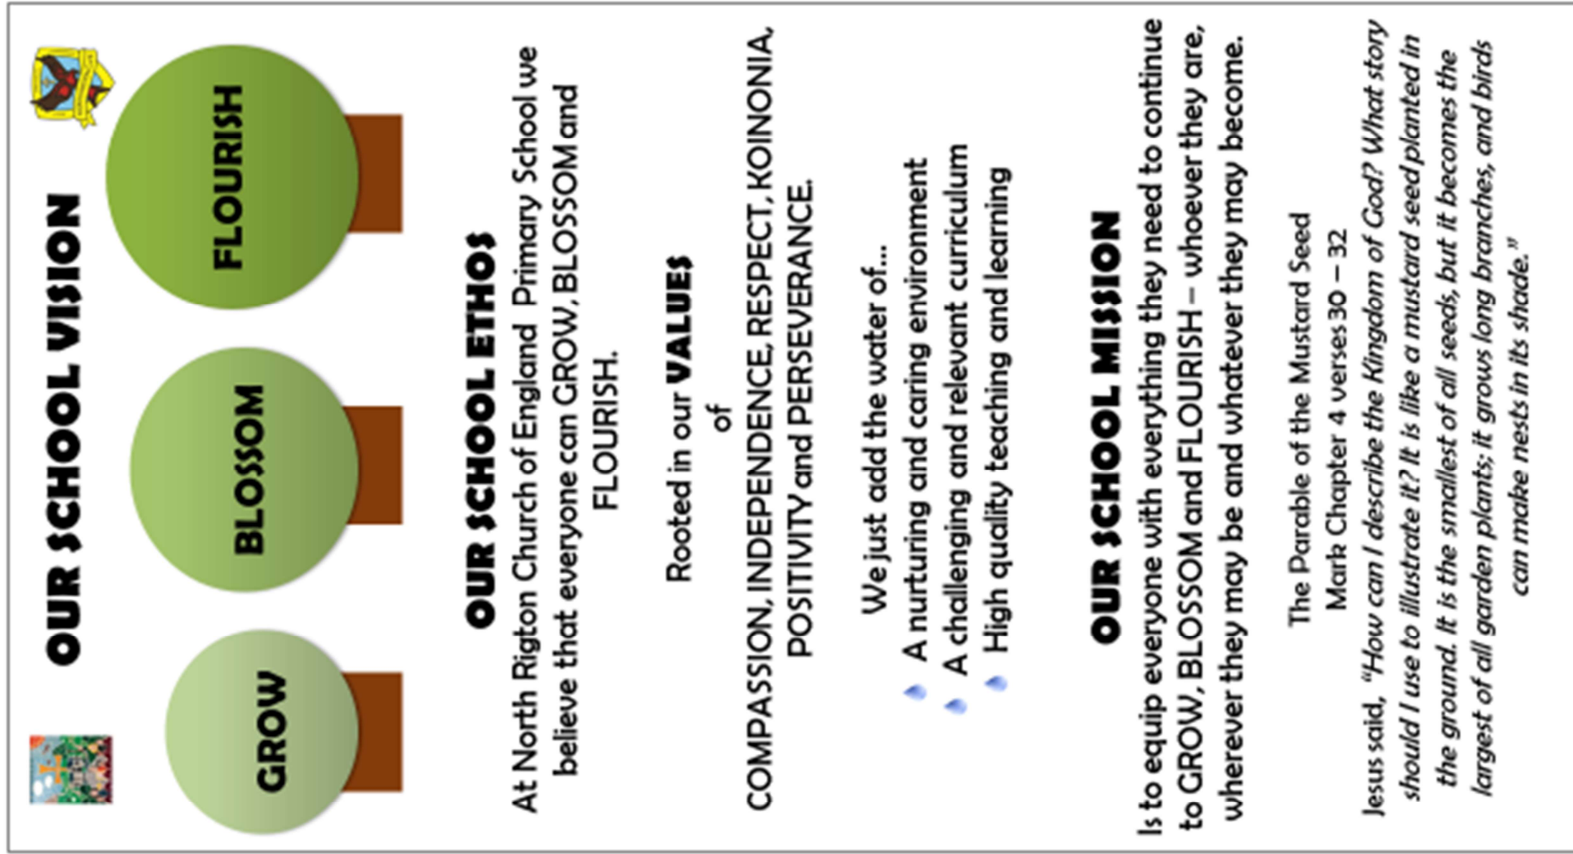 OUR SCHOOL VISION
GROW
BLOSSOM
FLOURISH
OUR SCHOOL ETHOS
At North Rigton Church of England Primary School we
believe that everyone can GROW, BLOSSOM and
FLOURISH.
Rooted in our VALUES
of
COMPASSION, INDEPENDENCE, RESPECT, KOINONIA,
POSITIVITY and PERSEVERANCE.
We just add the water of...
A nurturing and caring environment
A challenging and relevant curriculum
High quality teaching and learning
OUR SCHOOL MISSION
Is to equip everyone with everything they need to continue
to GROW, BLOSSOM and FLOURISH – whoever they are,
wherever they may be and whatever they may become.
The Parable of the Mustard Seed
Mark Chapter 4 verses 30 – 32
Jesus said, “How can I describe the Kingdom of God? What story
should I use to illustrate it? It is like a mustard seed planted in
the ground. It is the smallest of all seeds, but it becomes the
largest of all garden plants; it grows long branches, and birds
can make nests in its shade.”